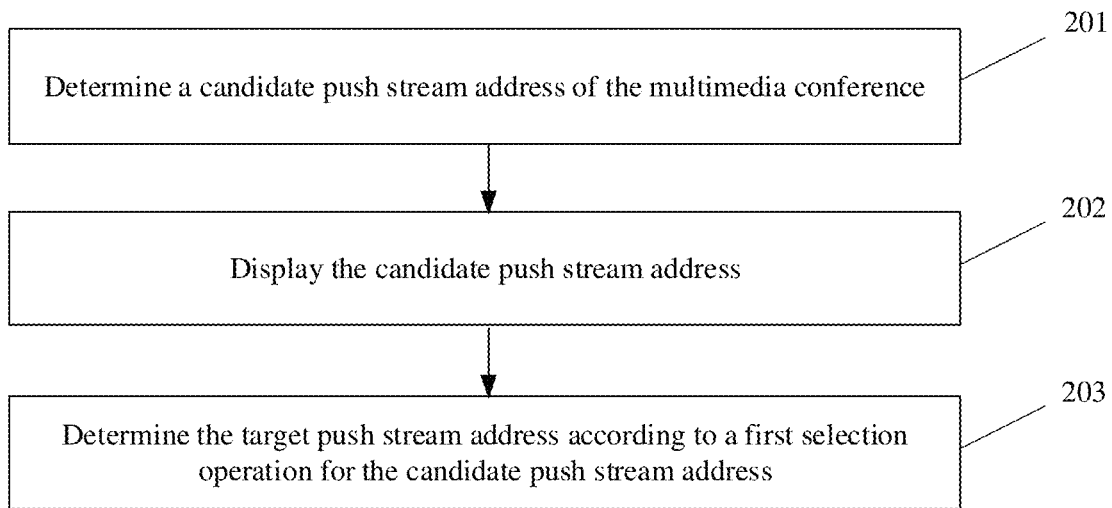 201
Determine a candidate push stream address of the multimedia conference
202
Display the candidate push stream address
203
Determine the target push stream address according to a first selection
operation for the candidate push stream address